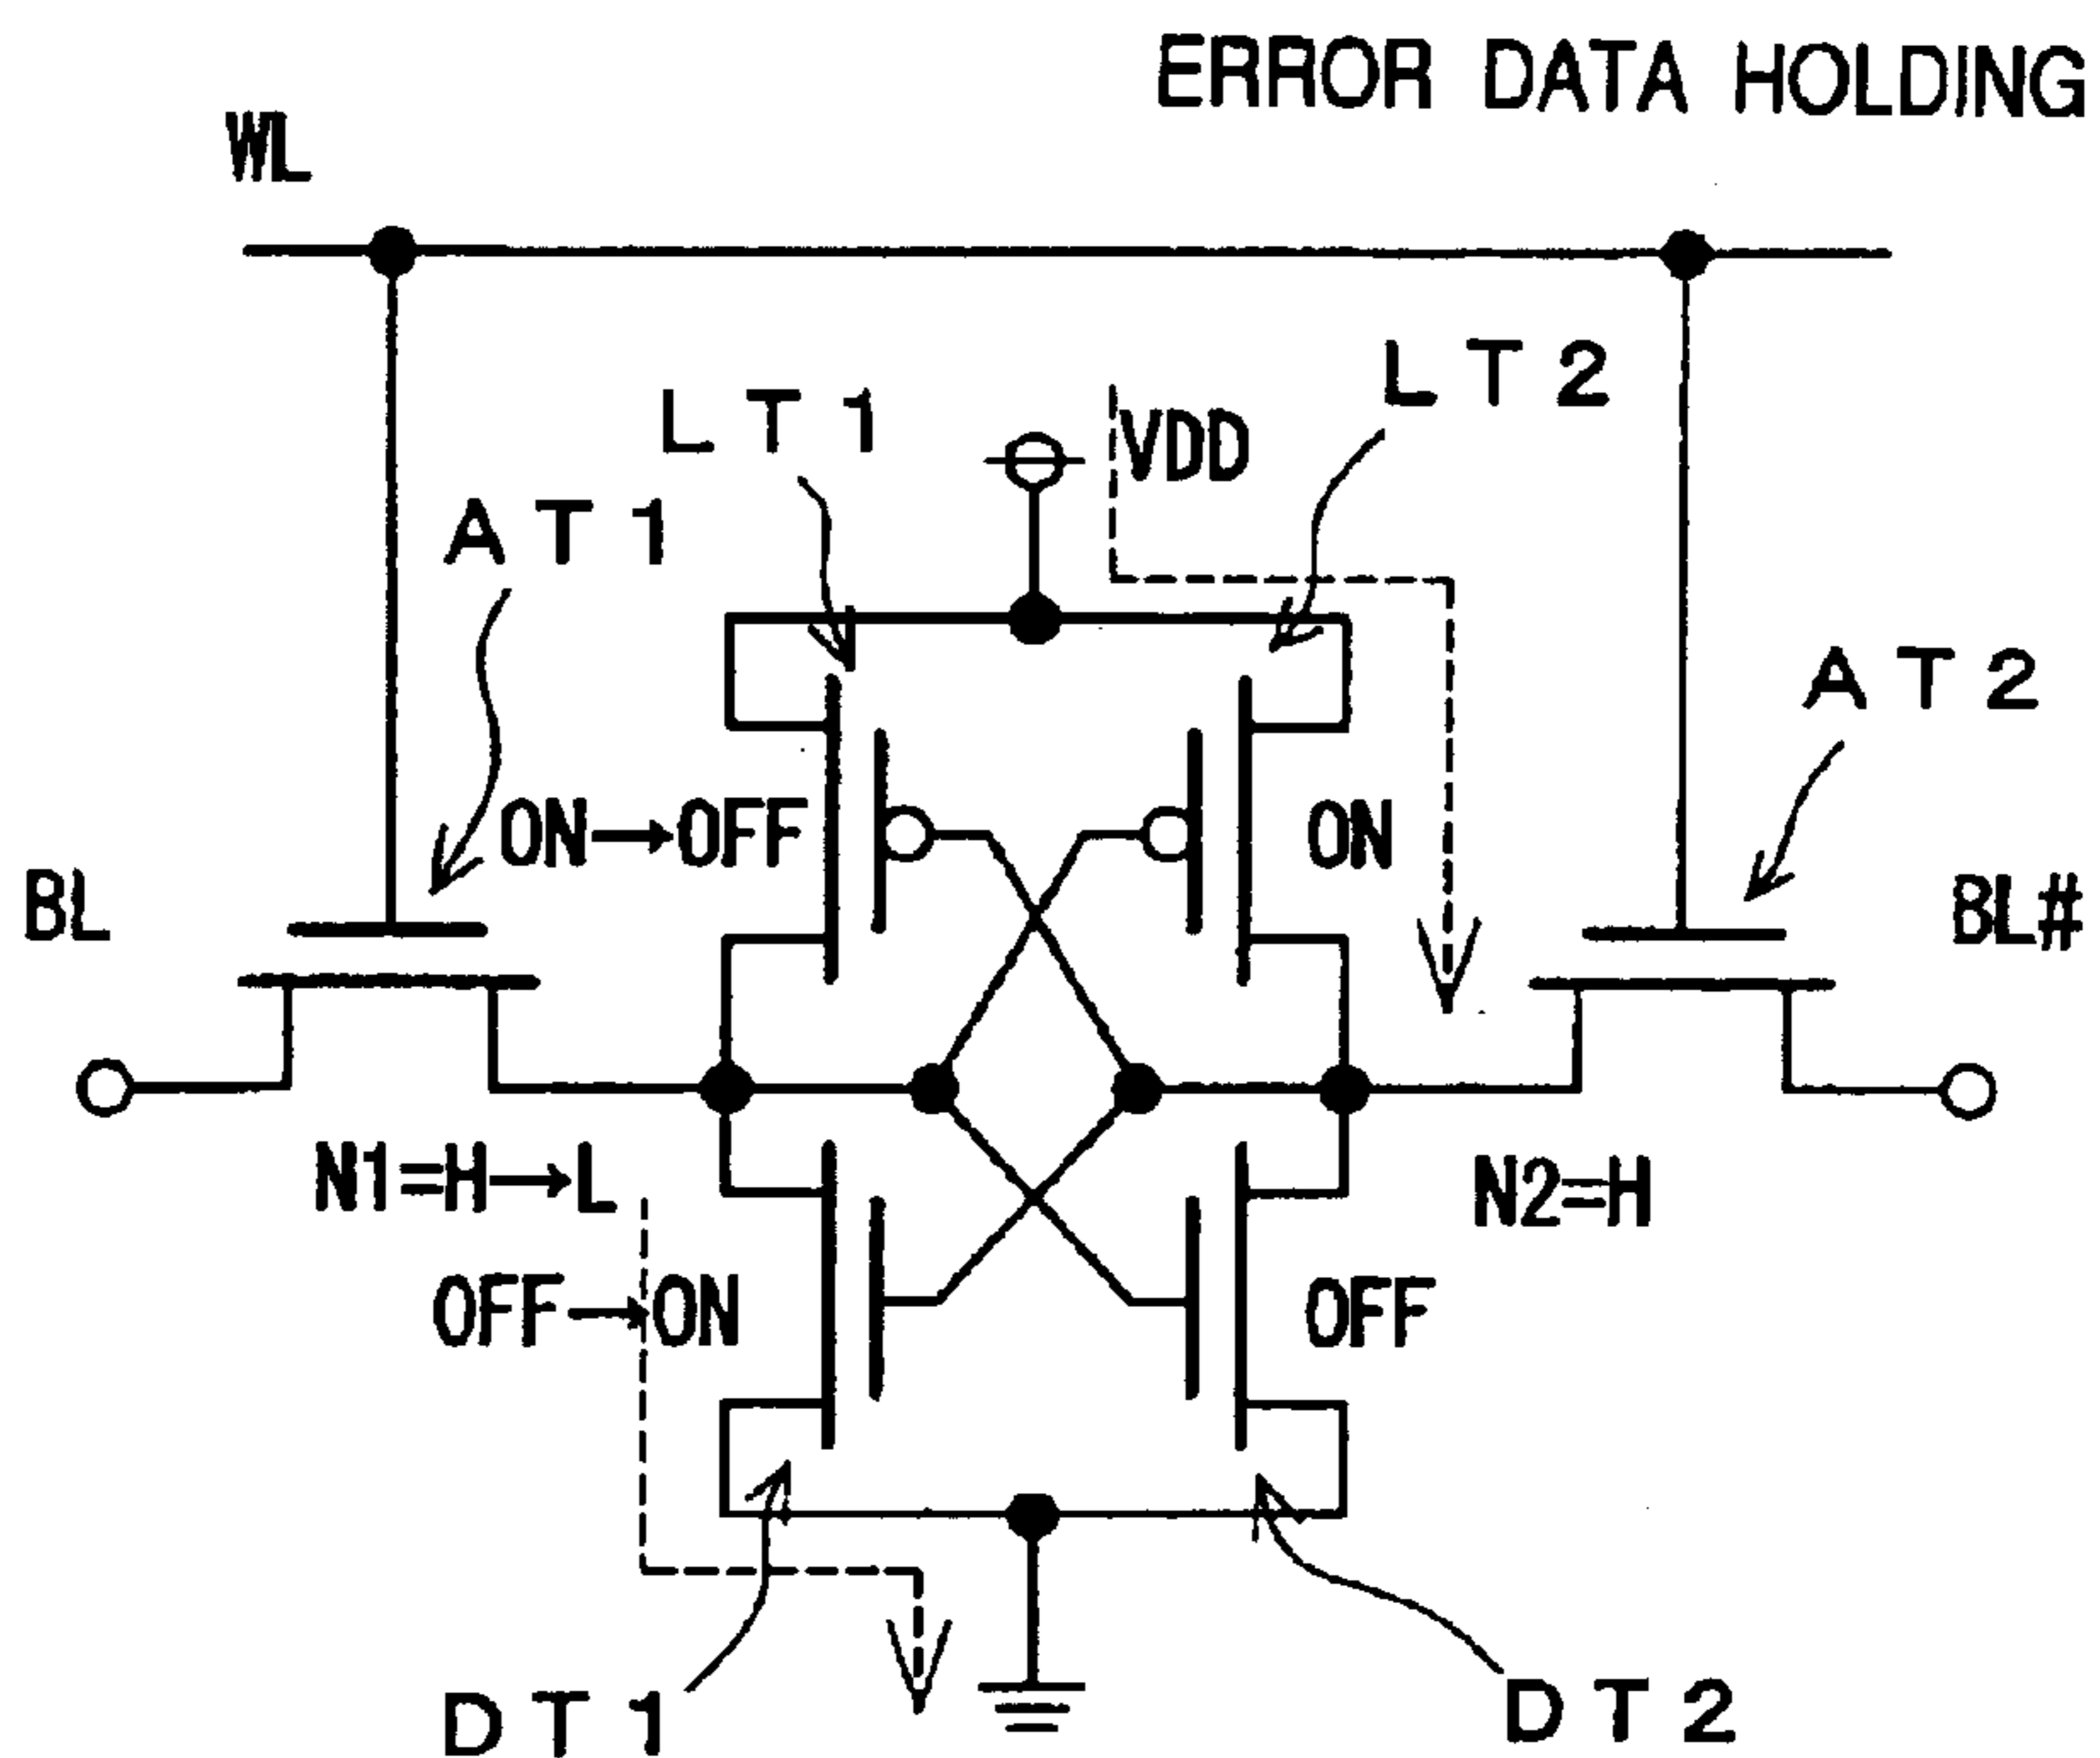 ERROR DATA HOLDING
WL
LT2
LT1
VDD
AT1
AT2
ON→OFF
ON
BL
BL#
N1=H→L
N2=H
OFF→ON
OFF
DT1
DT2